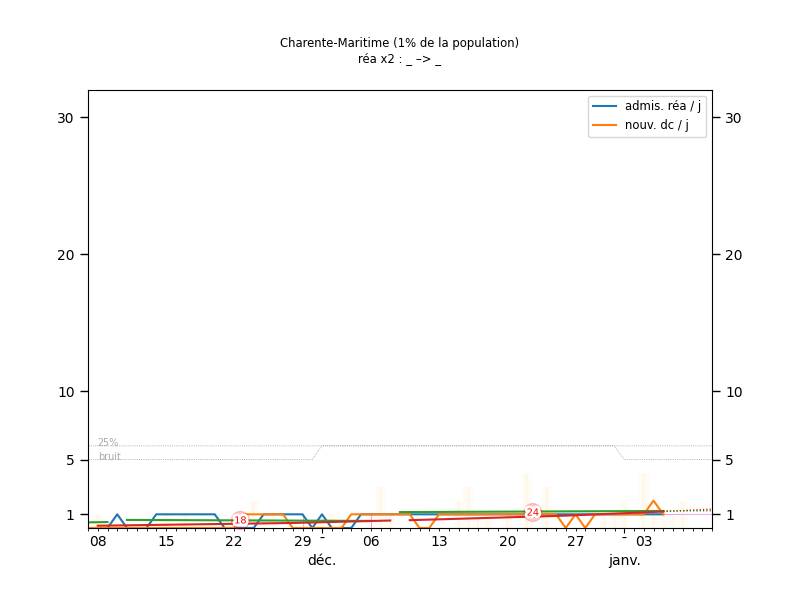 Charente-Maritime (1% de la population)
réa x2 : _ –> _
admis. réa / j
nouv. dc / j
30 30
20 20
10 10
25%
bruit
5 5
18 24
1 1
08 15 22 29 - 06 13 20 27 - 03
déc. janv.